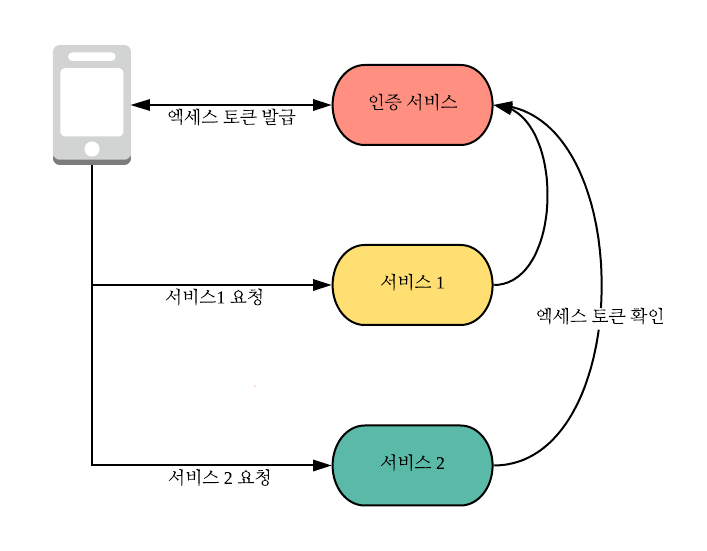 인증 서비스
엑세스 토큰 발급
서비스 1
서비스1 요청
엑세스 토큰 확인
서비스 2
서비스 2 요청